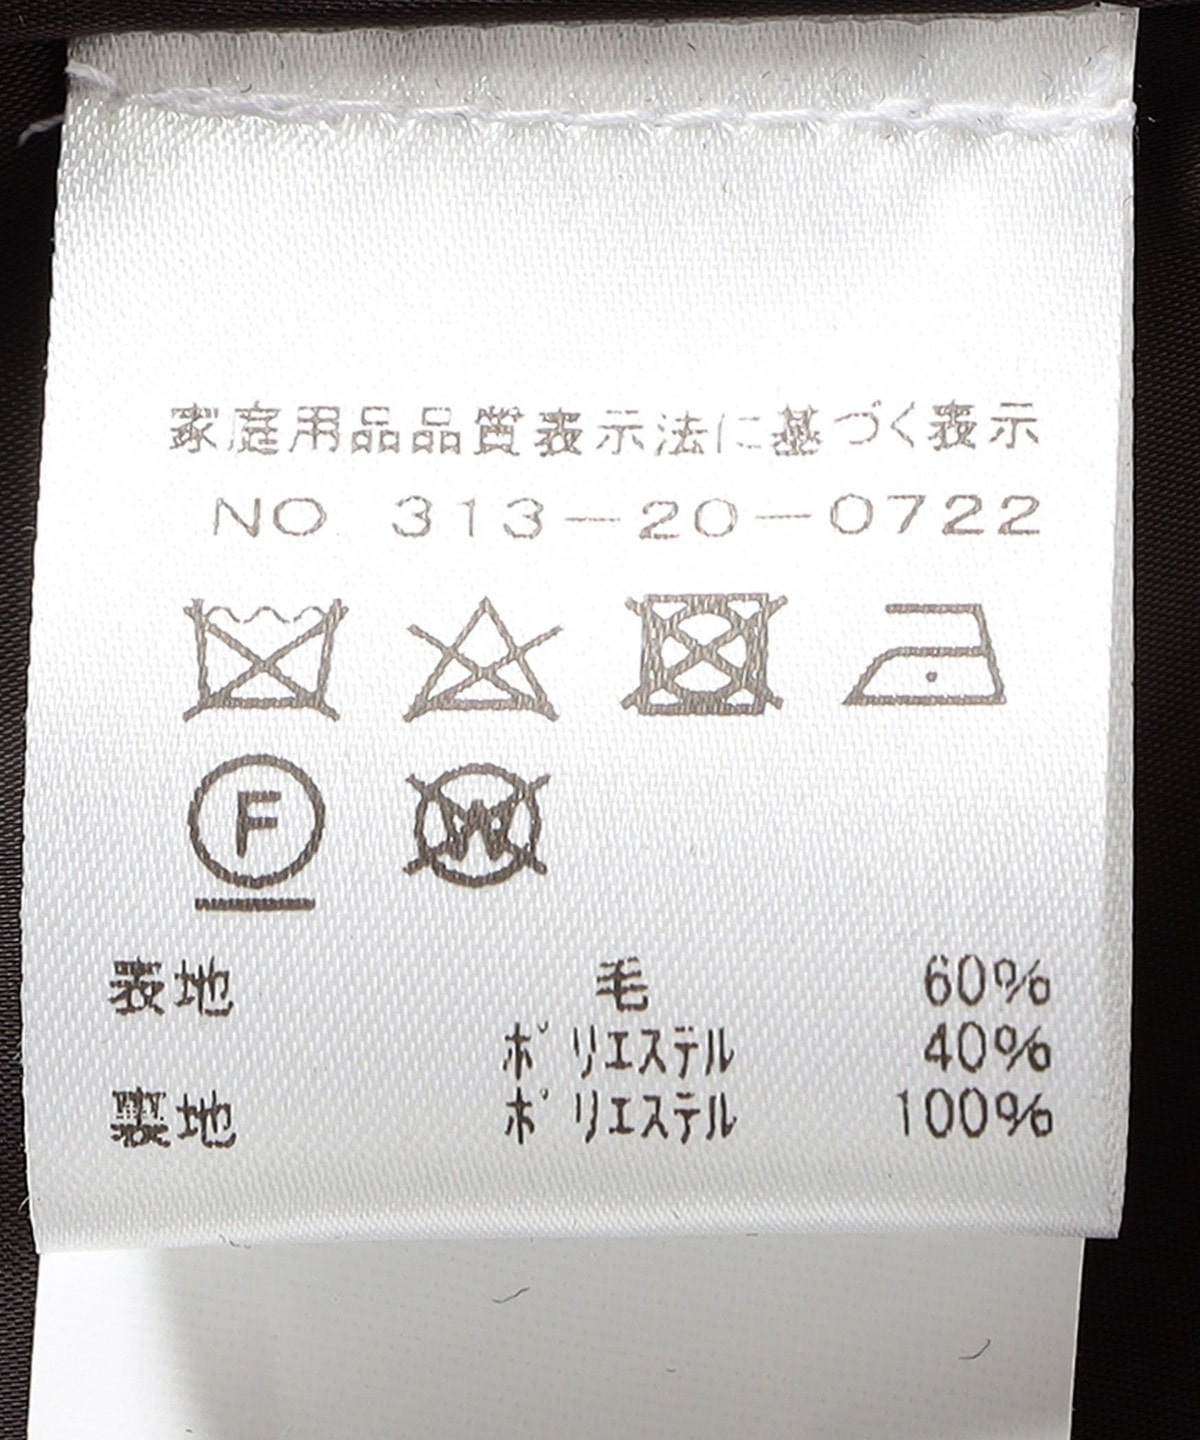 家庭用品品質表示法に基づく表示
NO. 313-20-0722
F W
表地 毛 60%
ポリエステル 40%
裏地 ポリエステル 100%